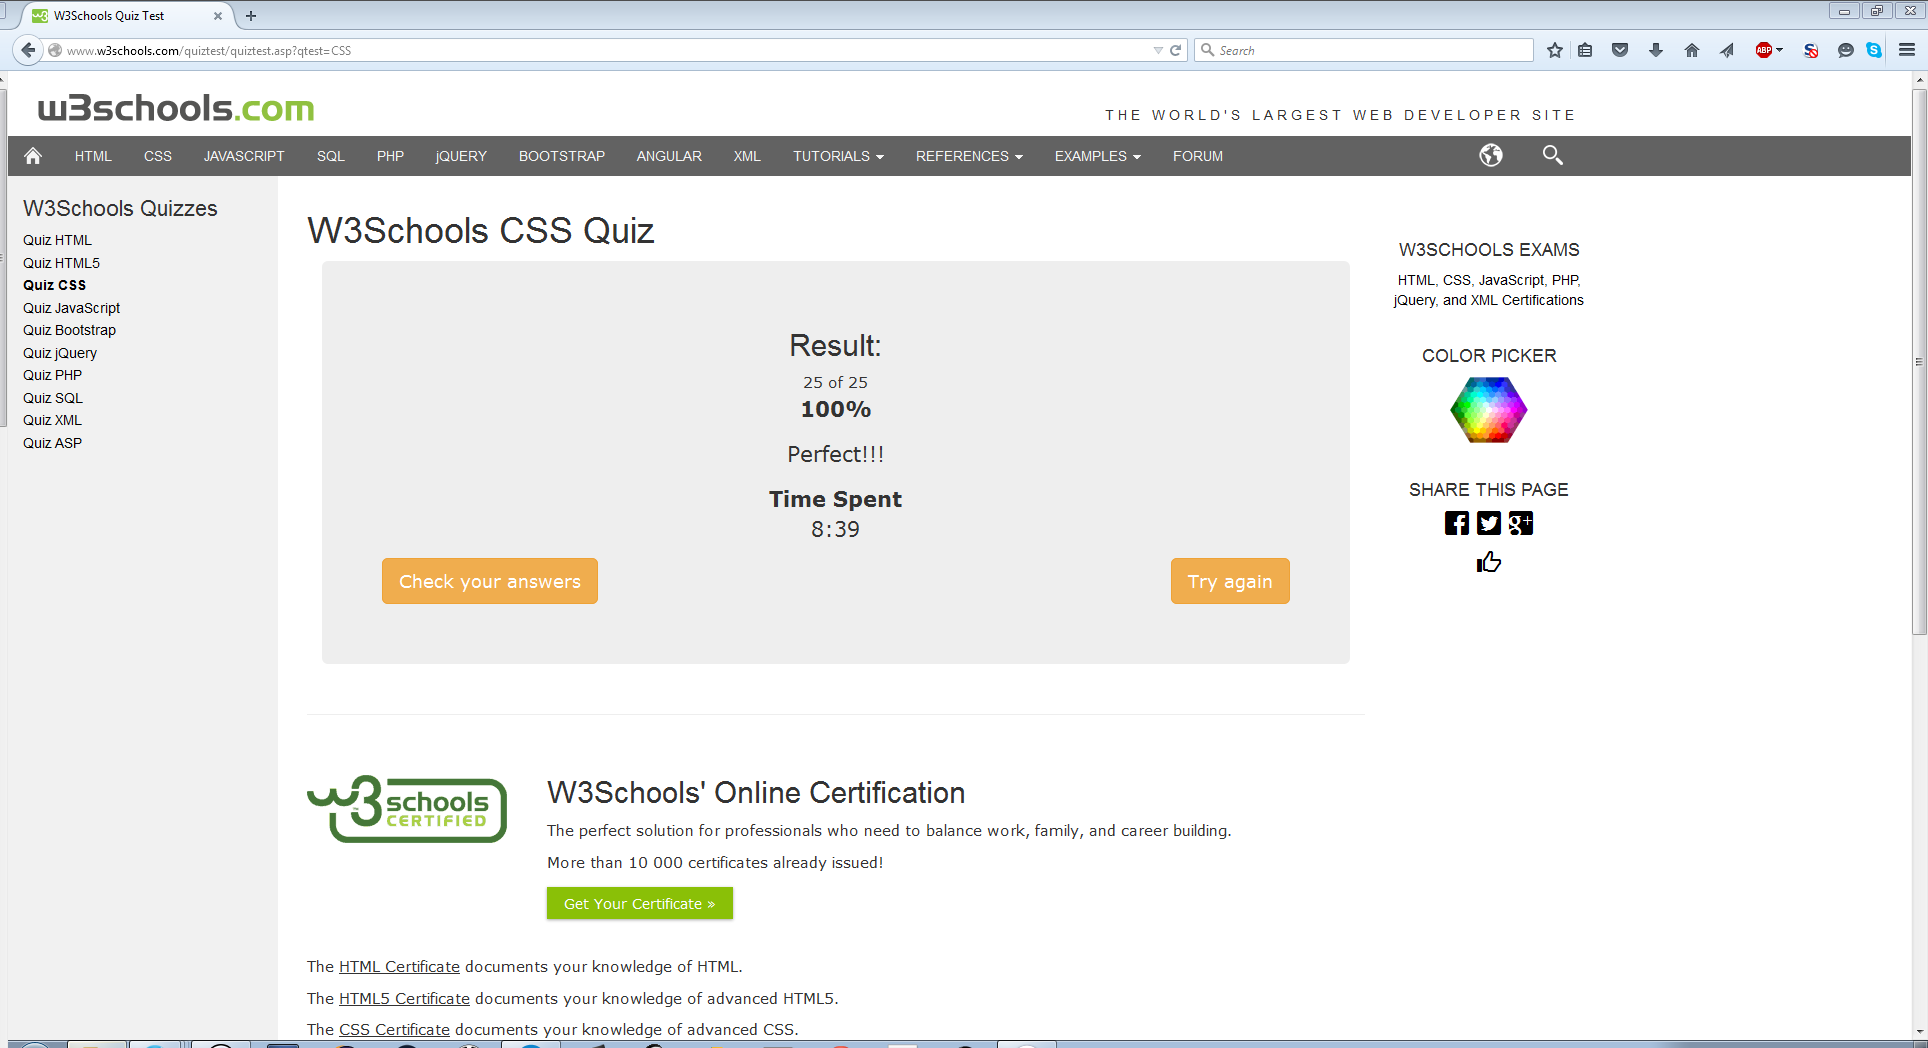 W3Schools Quiz Test
www.w3schools.com/quiztest/quiztest.asp?qtest=CSS
Search
ABP
w3schools.com
THE WORLD'S LARGEST WEB DEVELOPER SITE
HTML CSS JAVASCRIPT SQL PHP jQUERY BOOTSTRAP ANGULAR XML TUTORIALS REFERENCES EXAMPLES FORUM
W3Schools Quizzes
Quiz HTML
Quiz HTML5
Quiz CSS
Quiz JavaScript
Quiz Bootstrap
Quiz jQuery
Quiz PHP
Quiz SQL
Quiz XML
Quiz ASP
W3Schools CSS Quiz
Result:
25 of 25
100%
Perfect!!!
Time Spent
8:39
Check your answers
Try again
W3SCHOOLS EXAMS
HTML, CSS, JavaScript, PHP,
jQuery, and XML Certifications
COLOR PICKER
SHARE THIS PAGE
g+
w3schools
CERTIFIED
W3Schools' Online Certification
The perfect solution for professionals who need to balance work, family, and career building.
More than 10 000 certificates already issued!
Get Your Certificate »
The HTML Certificate documents your knowledge of HTML.
The HTML5 Certificate documents your knowledge of advanced HTML5.
The CSS Certificate documents your knowledge of advanced CSS.